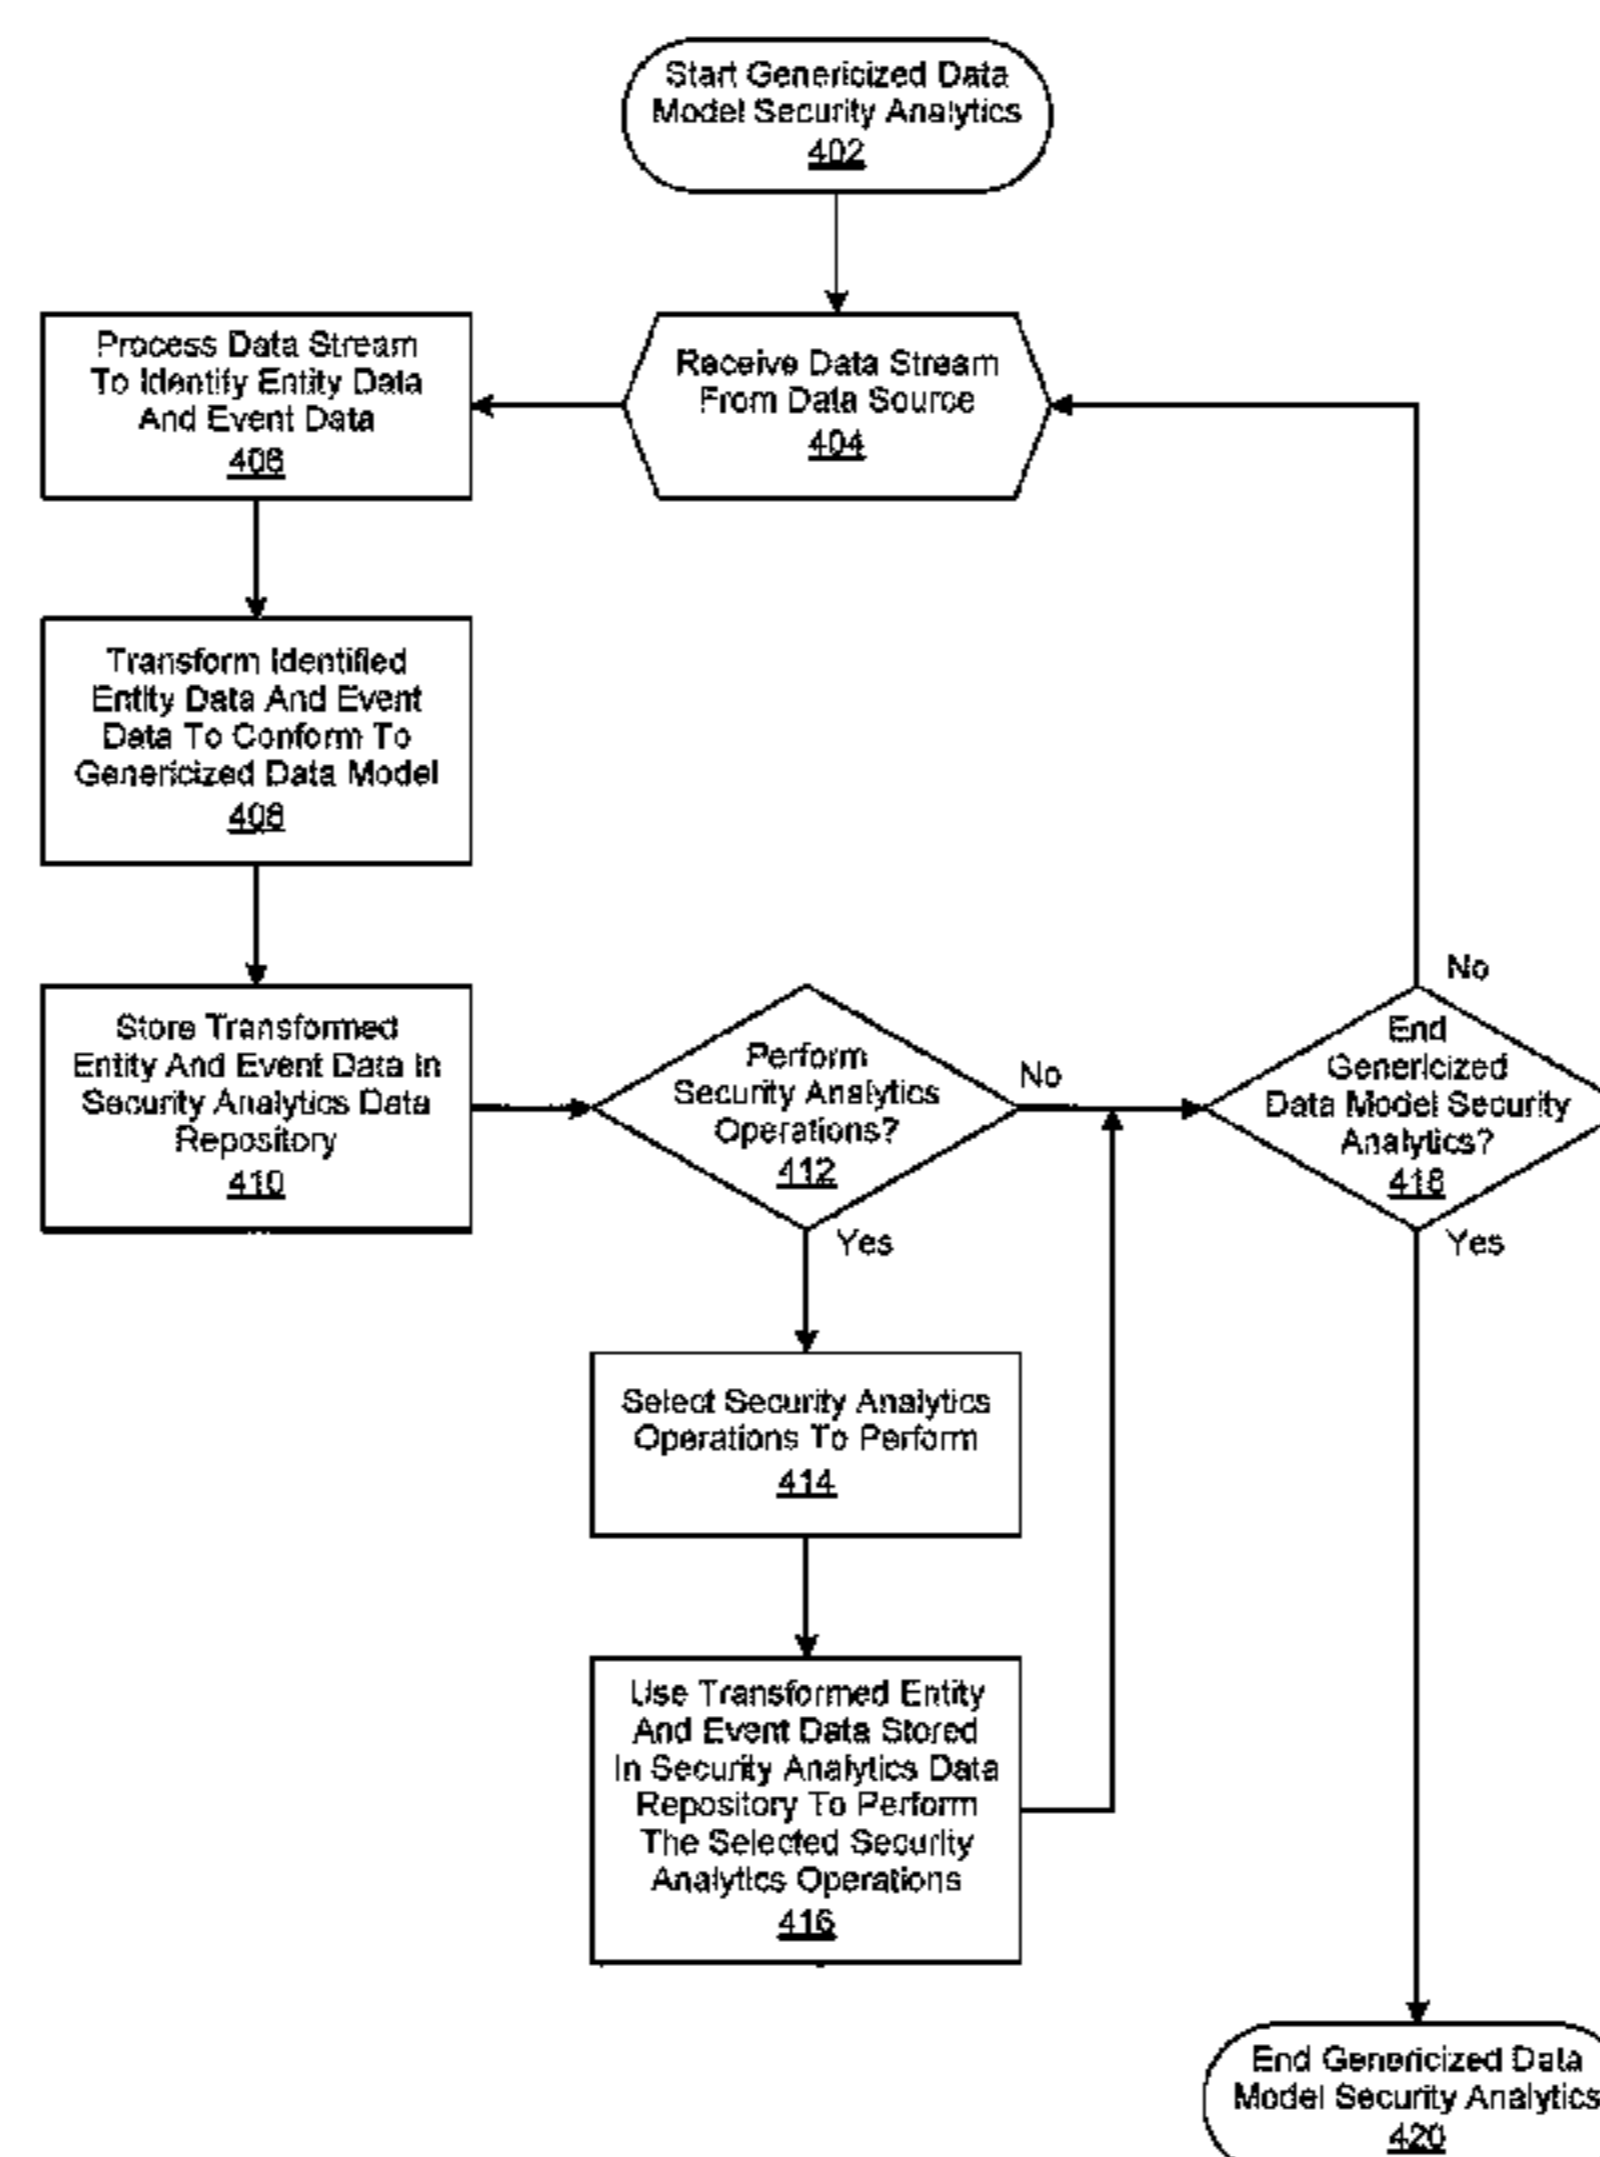 Start Genericized Data
Model Security Analytics
402
Process Data Stream
To Identify Entity Data
And Event Data
406
Receive Data Stream
From Data Source
404
Transform Identified
Entity Data And Event
Data To Conform To
Genericized Data Model
408
Store Transformed
Entity And Event Data In
Security Analytics Data
Repository
410
Perform
Security Analytics
Operations?
412
No
Yes
No
End
Genericized
Data Model Security
Analytics?
418
Yes
Select Security Analytics
Operations To Perform
414
Use Transformed Entity
And Event Data Stored
In Security Analytics Data
Repository To Perform
The Selected Security
Analytics Operations
416
End Genericized Data
Model Security Analytics
420